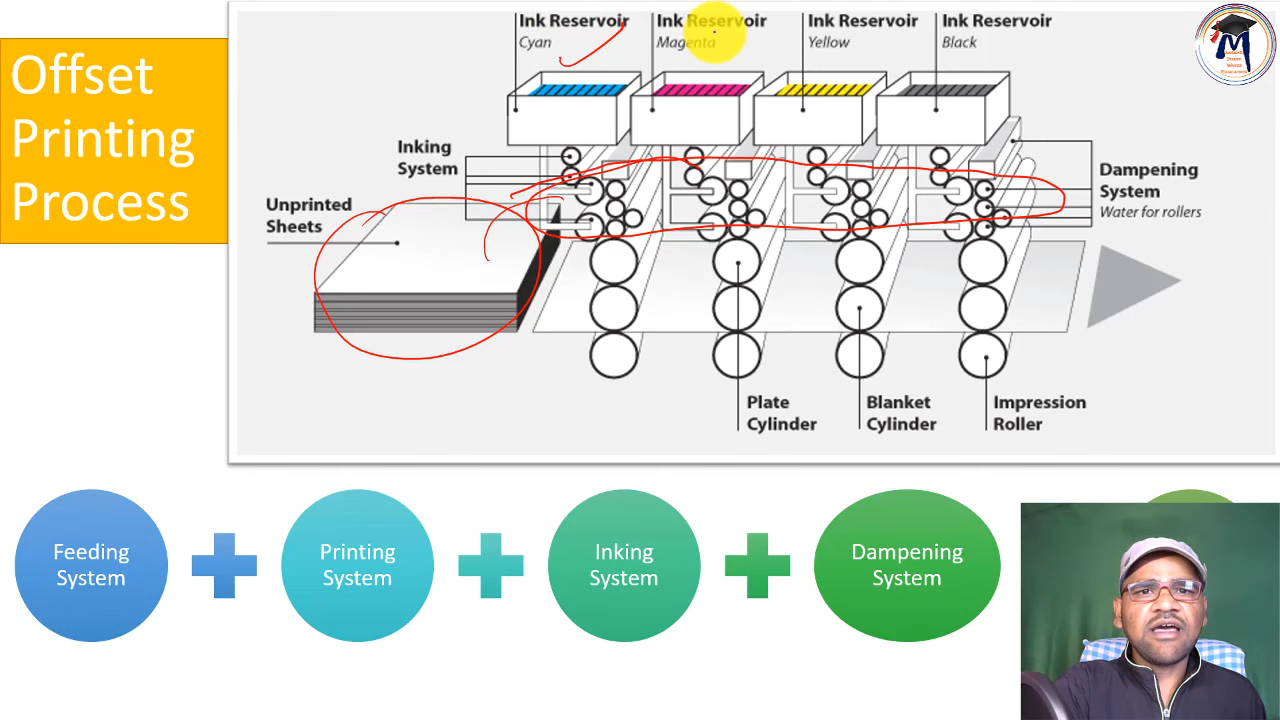 Offset
Printing
Process
Ink Reservoir
Cyan
Ink Reservoir
Magenta
Ink Reservoir
Yellow
Ink Reservoir
Black
Inking
System
Unprinted
Sheets
Dampening
System
Water for rollers
Plate
Cylinder
Blanket
Cylinder
Impression
Roller
Feeding
System
Printing
System
Inking
System
Dampening
System
M